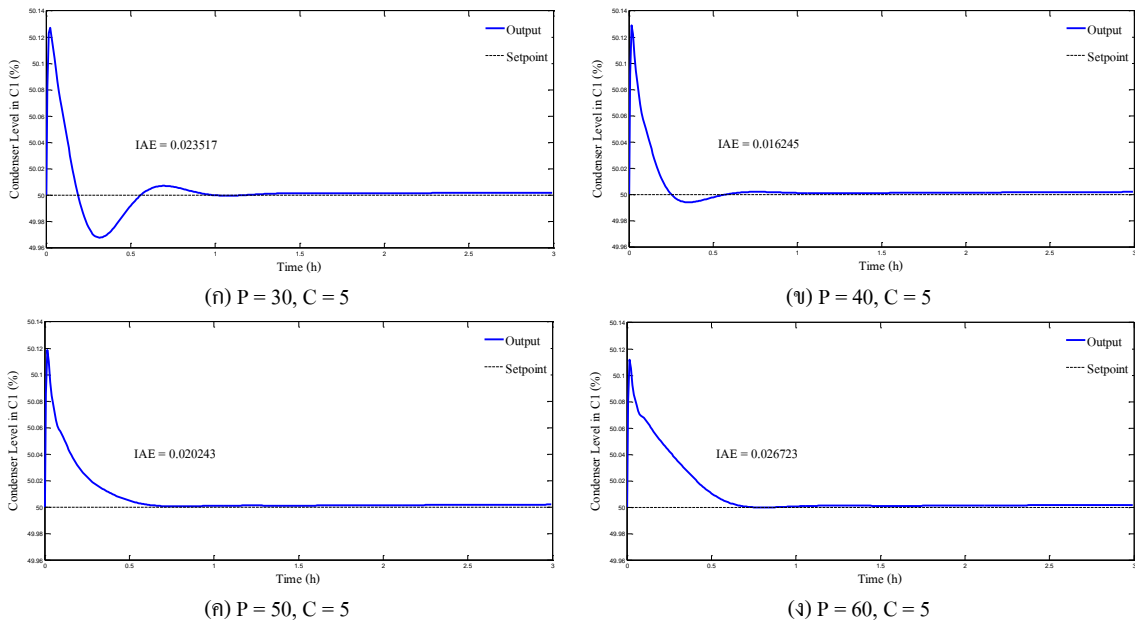 50.14
50.12
50.1
50.08
50.06
50.04
50.02
50
49.98
49.96
Condenser Level in C1 (%)
Output
Setpoint
IAE = 0.023517
0 0.5 1 1.5 2 2.5 3
Time (h)
(ก) P = 30, C = 5
50.14
50.12
50.1
50.08
50.06
50.04
50.02
50
49.98
49.96
Condenser Level in C1 (%)
Output
Setpoint
IAE = 0.016245
0 0.5 1 1.5 2 2.5 3
Time (h)
(ข) P = 40, C = 5
50.14
50.12
50.1
50.08
50.06
50.04
50.02
50
49.98
49.96
Condenser Level in C1 (%)
Output
Setpoint
IAE = 0.020243
0 0.5 1 1.5 2 2.5 3
Time (h)
(ค) P = 50, C = 5
50.14
50.12
50.1
50.08
50.06
50.04
50.02
50
49.98
49.96
Condenser Level in C1 (%)
Output
Setpoint
IAE = 0.026723
0 0.5 1 1.5 2 2.5 3
Time (h)
(ง) P = 60, C = 5